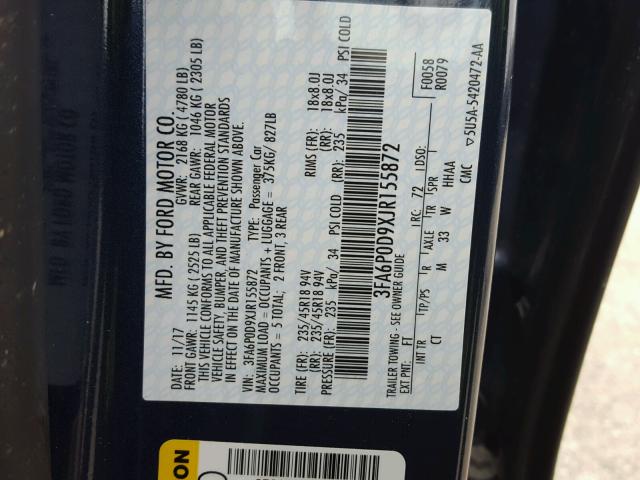 MFD. BY FORD MOTOR CO.
DATE: 11/17 GVWR: 2168 KG ( 4780 LB)
FRONT GAWR: 1145 KG ( 2525 LB) REAR GAWR: 1046 KG ( 2305 LB)
THIS VEHICLE CONFORMS TO ALL APPLICABLE FEDERAL MOTOR
VEHICLE SAFETY, BUMPER, AND THEFT PREVENTION STANDARDS
IN EFFECT ON THE DATE OF MANUFACTURE SHOWN ABOVE.
VIN: 3FA6P0D9XJR155872 TYPE: Passenger Car
MAXIMUM LOAD = OCCUPANTS + LUGGAGE = 375KG/ 827LB
OCCUPANTS = 5 TOTAL: 2 FRONT, 3 REAR
TIRE (FR): 235/45R18 94V RIMS (FR): 18x8.0J
(RR): 235/45R18 94V (RR): 18x8.0J
PRESSURE (FR): 235 kPa/ 34 (RR): 235 kPa/ 34 PSI COLD
3FA6P0D9XJR155872
TRAILER TOWING - SEE OWNER GUIDE F0058
R0079
EXT PNT: FT RC: 72 LDSO:
INT TR TP/PS R AXLE TR SPR
CT M 33 W HHAA
CMC ▽5U5A-5420472-AA
ON